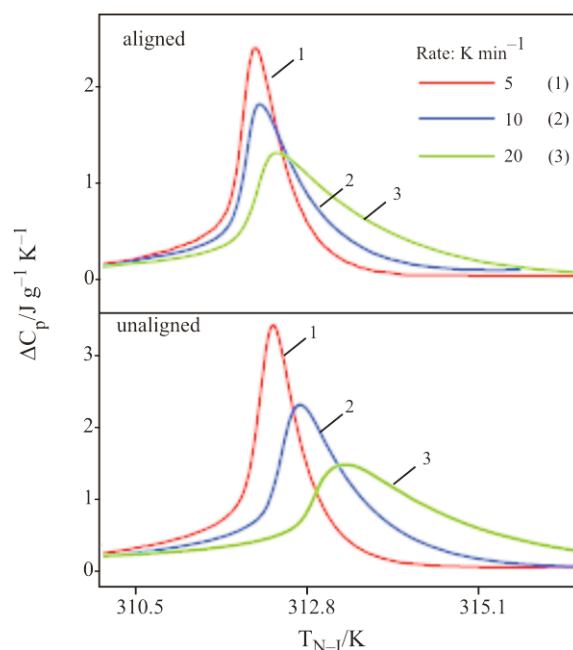 aligned
1
Rate: K min⁻¹
5 (1)
10 (2)
20 (3)
2
3
2
1
0
ΔCₚ/J g⁻¹ K⁻¹
unaligned
1
2
3
3
2
1
0
310.5 312.8 315.1
T_N–I/K